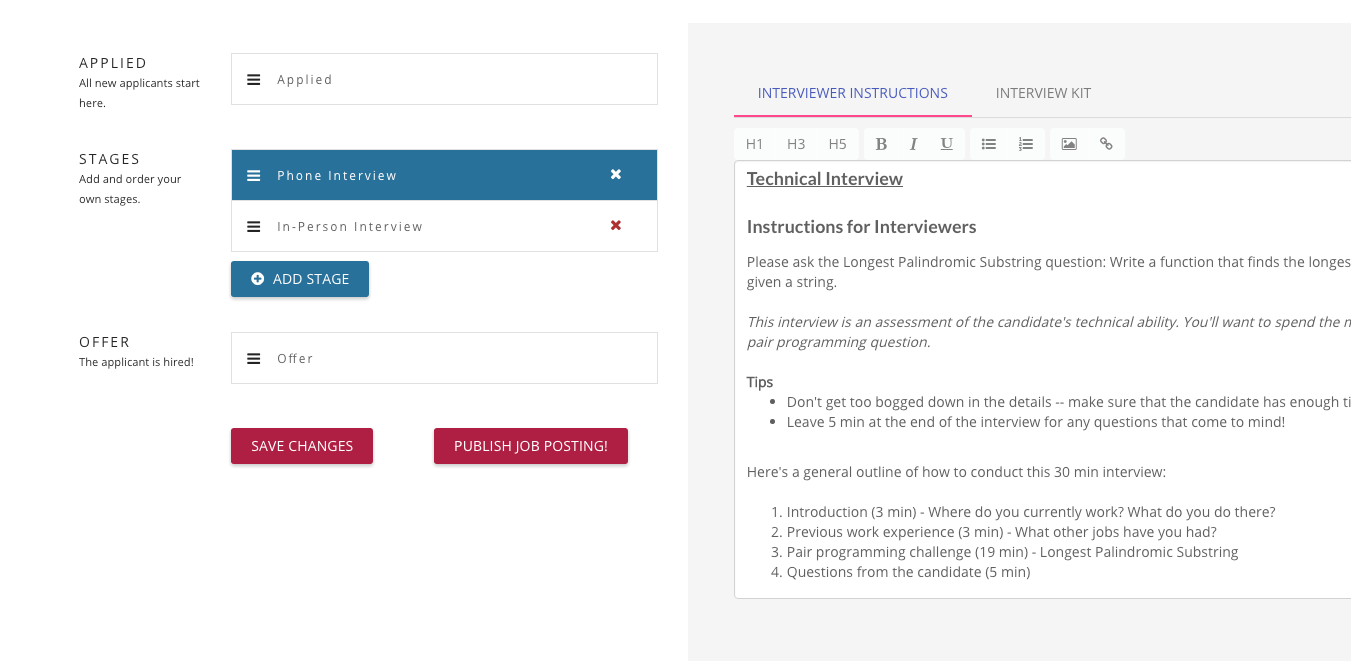 APPLIED
All new applicants start
here.
Applied
STAGES
Add and order your
own stages.
Phone Interview
In-Person Interview
ADD STAGE
OFFER
The applicant is hired!
Offer
SAVE CHANGES
PUBLISH JOB POSTING!
INTERVIEWER INSTRUCTIONS
INTERVIEW KIT
H1 H3 H5 B I U
Technical Interview
Instructions for Interviewers
Please ask the Longest Palindromic Substring question: Write a function that finds the longes
given a string.
This interview is an assessment of the candidate's technical ability. You'll want to spend the
pair programming question.
Tips
• Don't get too bogged down in the details -- make sure that the candidate has enough ti
• Leave 5 min at the end of the interview for any questions that come to mind!
Here's a general outline of how to conduct this 30 min interview:
1. Introduction (3 min) - Where do you currently work? What do you do there?
2. Previous work experience (3 min) - What other jobs have you had?
3. Pair programming challenge (19 min) - Longest Palindromic Substring
4. Questions from the candidate (5 min)